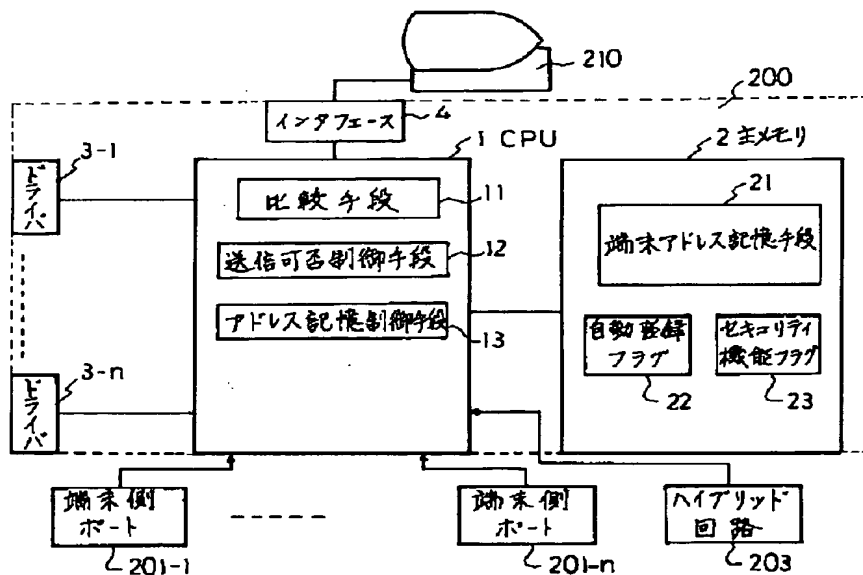 210
200
インタフェース
4
1 CPU
2 主メモリ
3-1
ドライバ
比較手段
11
送信可否制御手段
12
アドレス記憶制御手段
13
21
端末アドレス記憶手段
自動登録
フラグ
22
セキュリティ
機能フラグ
23
3-n
ドライバ
端末側
ポート
201-1
端末側
ポート
201-n
ハイブリッド
回路
203